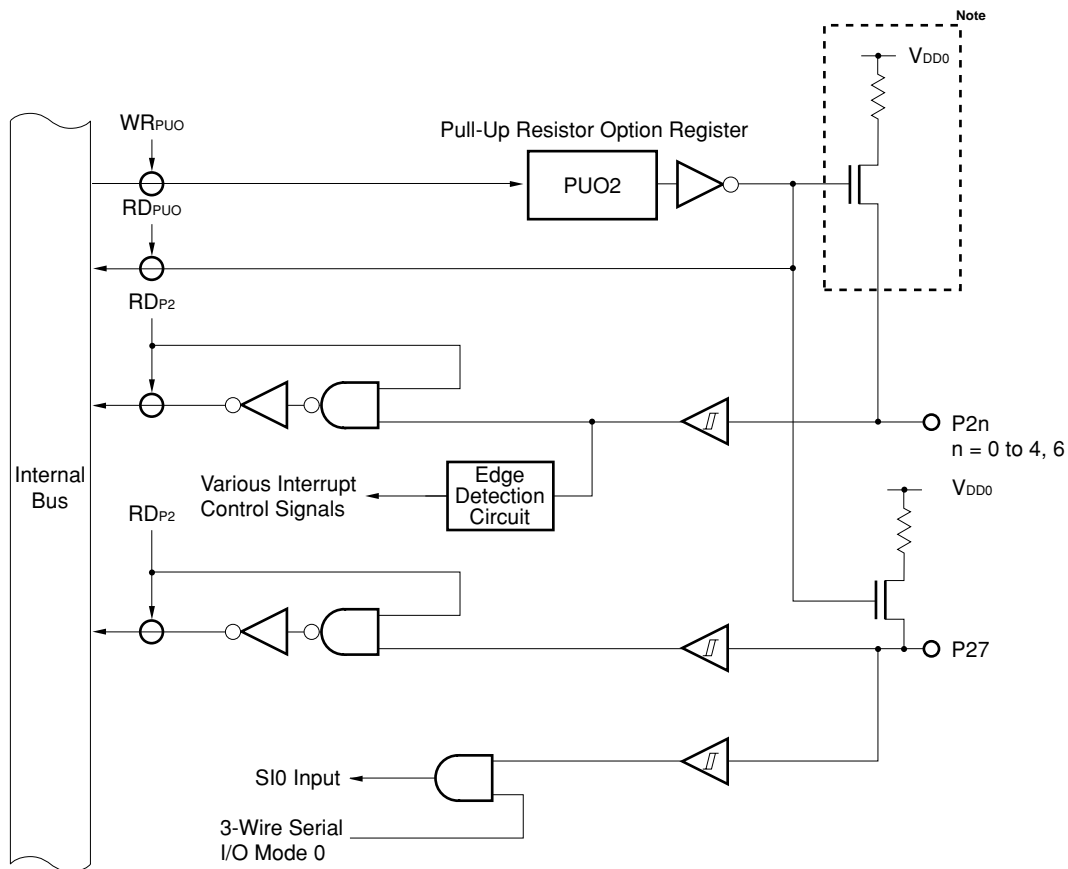 Note
VDD0
WRPUO
Pull-Up Resistor Option Register
PUO2
RDPUO
RDP2
P2n
n = 0 to 4, 6
Internal
Bus
Various Interrupt
Control Signals
Edge
Detection
Circuit
VDD0
RDP2
P27
SI0 Input
3-Wire Serial
I/O Mode 0